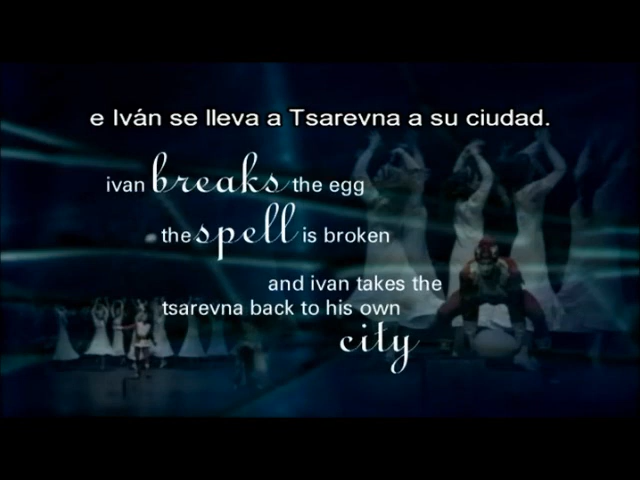 e Iván se lleva a Tsarevna a su ciudad.
ivan breaks the egg
the spell is broken
and ivan takes the
tsarevna back to his own
city